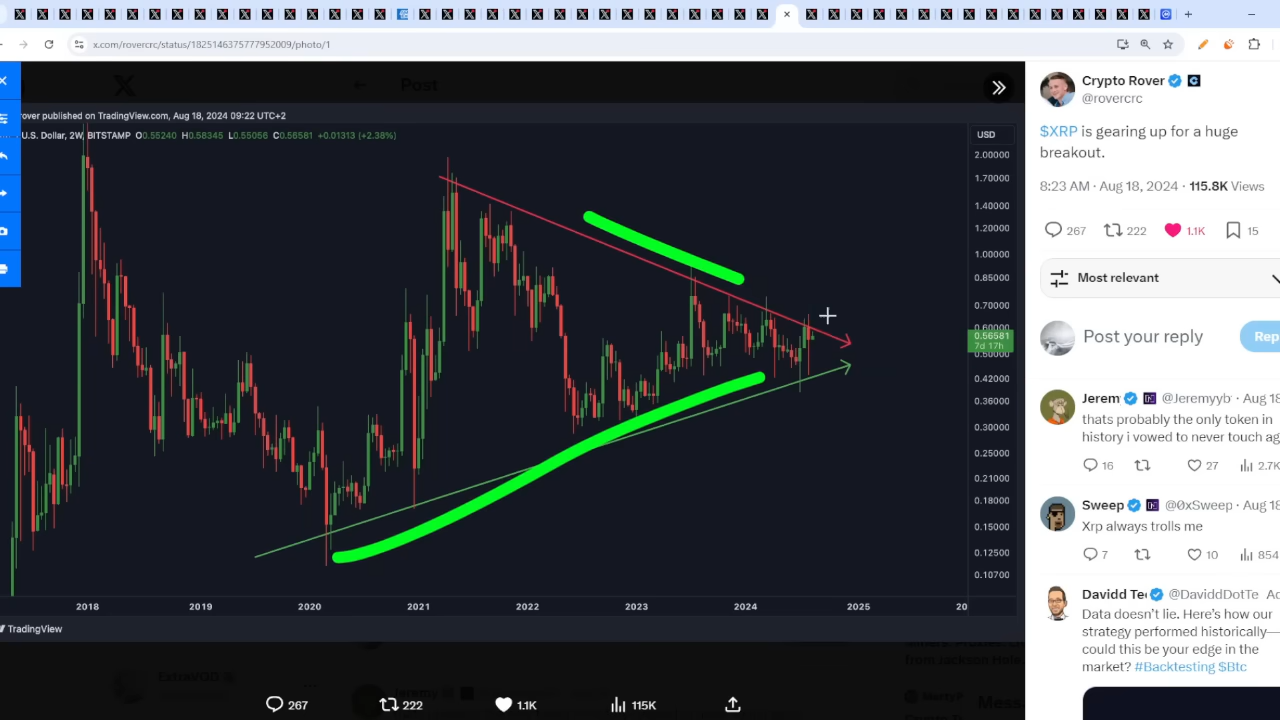 x.com/rovercrc/status/1825146375777952009/photo/1
Post
rover published on TradingView.com, Aug 18, 2024 09:22 UTC+2
U.S. Dollar, 2W, BITSTAMP O0.55240 H0.58345 L0.55056 C0.56581 +0.01313 (+2.38%)
USD
2.00000
1.70000
1.40000
1.20000
1.00000
0.85000
0.70000
0.60000
0.56581
7d 17h
0.50000
0.42000
0.36000
0.30000
0.25000
0.21000
0.18000
0.15000
0.12500
0.10700
2018
2019
2020
2021
2022
2023
2024
2025
20
TradingView
267
222
1.1K
115K
Crypto Rover
@rovercrc
$XRP is gearing up for a huge
breakout.
8:23 AM · Aug 18, 2024 · 115.8K Views
267
222
1.1K
15
Most relevant
Post your reply
Rep
Jerem @Jeremyyb · Aug 18
thats probably the only token in
history i vowed to never touch ag
16
27
2.7K
Sweep @0xSweep · Aug 18
Xrp always trolls me
7
10
854
Davidd Te @DaviddDotTe
Data doesn't lie. Here's how our
strategy performed historically—
could this be your edge in the
market? #Backtesting $Btc